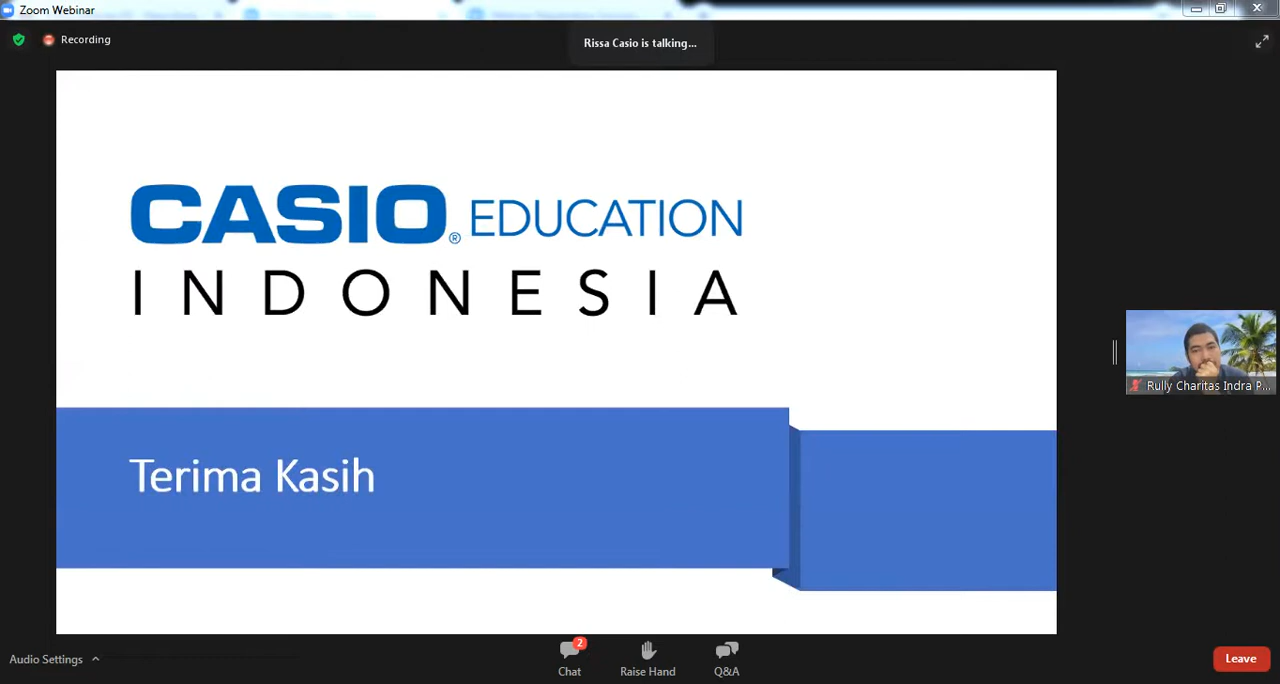 Zoom Webinar
Recording
Rissa Casio is talking...
CASIO® EDUCATION
INDONESIA
Terima Kasih
Rully Charitas Indra P...
Audio Settings
2
Chat
Raise Hand
Q&A
Leave